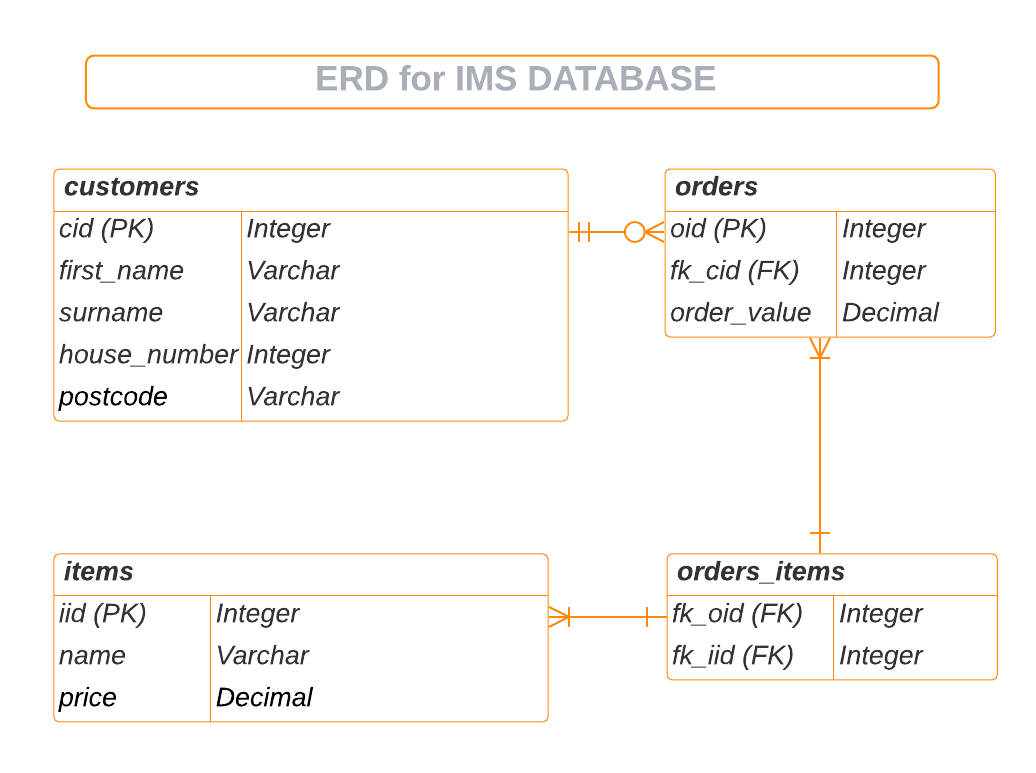 ERD for IMS DATABASE
customers
cid (PK) Integer
first_name Varchar
surname Varchar
house_number Integer
postcode Varchar
orders
oid (PK) Integer
fk_cid (FK) Integer
order_value Decimal
items
iid (PK) Integer
name Varchar
price Decimal
orders_items
fk_oid (FK) Integer
fk_iid (FK) Integer